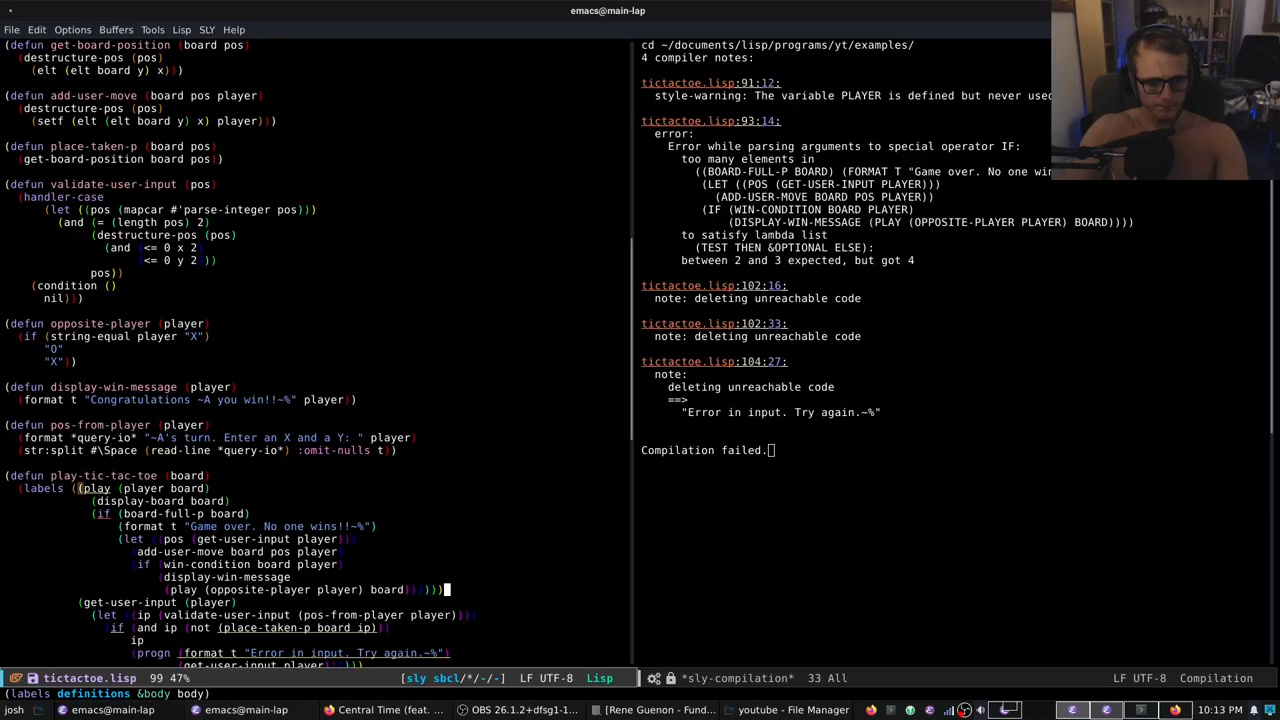 emacs@main-lap
File Edit Options Buffers Tools Lisp SLY Help
(defun get-board-position (board pos)
(destructure-pos (pos)
(elt (elt board y) x)))
(defun add-user-move (board pos player)
(destructure-pos (pos)
(setf (elt (elt board y) x) player)))
(defun place-taken-p (board pos)
(get-board-position board pos))
(defun validate-user-input (pos)
(handler-case
(let ((pos (mapcar #'parse-integer pos)))
(and (= (length pos) 2)
(destructure-pos (pos)
(and (<= 0 x 2)
(<= 0 y 2))
pos))
(condition ()
nil)))
(defun opposite-player (player)
(if (string-equal player "X")
"O"
"X"))
(defun display-win-message (player)
(format t "Congratulations ~A you win!!~%" player))
(defun pos-from-player (player)
(format *query-io* "~A's turn. Enter an X and a Y: " player)
(str:split #\Space (read-line *query-io*) :omit-nulls t))
(defun play-tic-tac-toe (board)
(labels ((play (player board)
(display-board board)
(if (board-full-p board)
(format t "Game over. No one wins!!~%")
(let ((pos (get-user-input player)))
(add-user-move board pos player)
(if (win-condition board player)
(display-win-message
(play (opposite-player player) board))))))
(get-user-input (player)
(let ((ip (validate-user-input (pos-from-player player))))
(if (and ip (not (place-taken-p board ip)))
ip
(progn (format t "Error in input. Try again.~%")
(get-user-input player)))))
tictactoe.lisp 99 47% [sly sbcl/*/-/-] LF UTF-8 Lisp
(labels definitions &body body)
cd ~/documents/lisp/programs/yt/examples/
4 compiler notes:
tictactoe.lisp:91:12:
style-warning: The variable PLAYER is defined but never used
tictactoe.lisp:93:14:
error:
Error while parsing arguments to special operator IF:
too many elements in
((BOARD-FULL-P BOARD) (FORMAT T "Game over. No one win
(LET ((POS (GET-USER-INPUT PLAYER)))
(ADD-USER-MOVE BOARD POS PLAYER))
(IF (WIN-CONDITION BOARD PLAYER)
(DISPLAY-WIN-MESSAGE (PLAY (OPPOSITE-PLAYER PLAYER) BOARD))))
to satisfy lambda list
(TEST THEN &OPTIONAL ELSE):
between 2 and 3 expected, but got 4
tictactoe.lisp:102:16:
note: deleting unreachable code
tictactoe.lisp:102:33:
note: deleting unreachable code
tictactoe.lisp:104:27:
note:
deleting unreachable code
==>
"Error in input. Try again.~%"
Compilation failed.
*sly-compilation* 33 All LF UTF-8 Compilation
josh emacs@main-lap emacs@main-lap Central Time (feat. ... OBS 26.1.2+dfsg1-1... [Rene Guenon - Fund... youtube - File Manager 10:13 PM